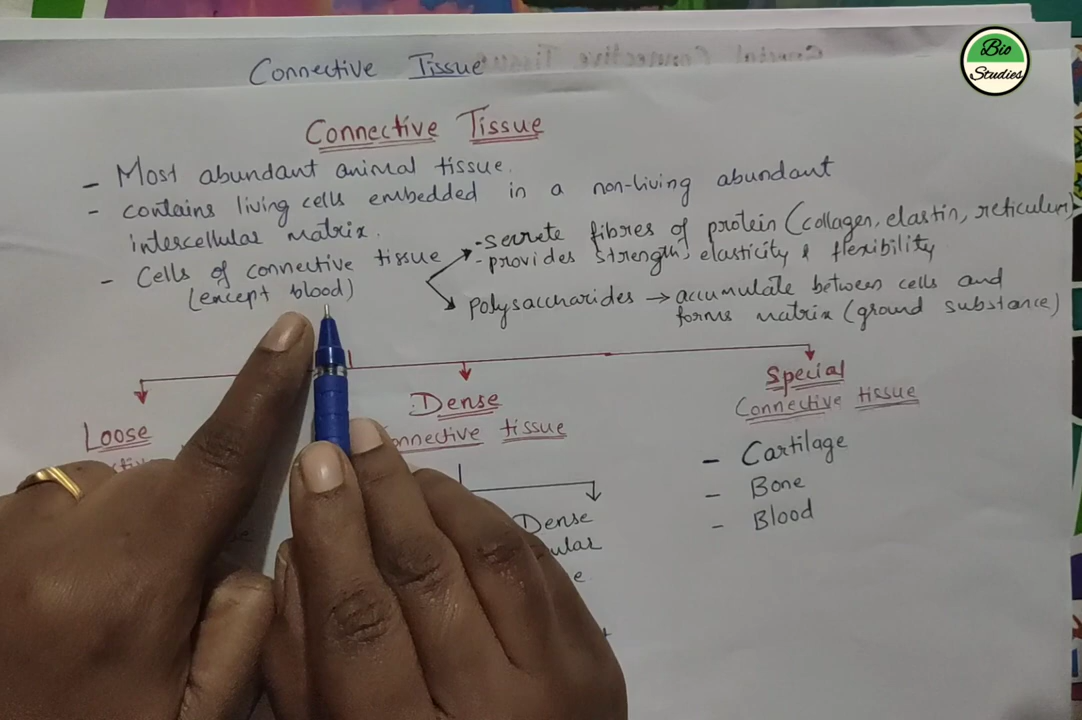 Connective Tissue
Bio
Studies
Connective Tissue
- Most abundant animal tissue.
- contains living cells embedded in a non-living abundant
intercellular matrix.
- Cells of connective tissue
(except blood)
- secrete fibres of protein (collagen, elastin, reticulum)
- provides strength, elasticity & flexibility
polysaccharides → accumulate between cells and
forms matrix (ground substance)
Loose
Dense
connective tissue
Special
Connective tissue
- Cartilage
- Bone
- Blood
Dense